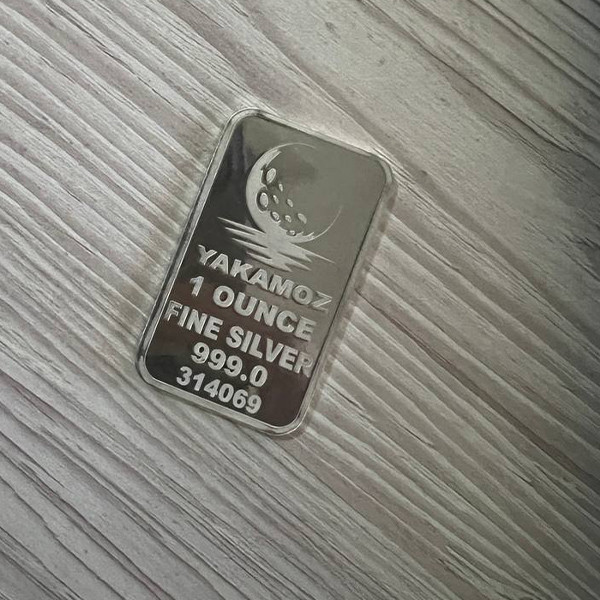 YAKAMOZ
1 OUNCE
FINE SILVER
999.0
314069